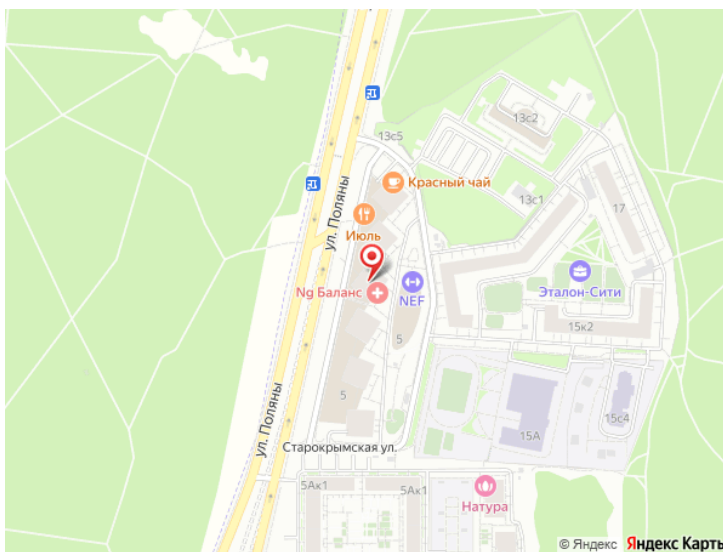 13с2
13с5
Красный чай
13с1
17
ул. Поляны
Июль
Эталон-Сити
Ng Баланс
NEF
15к2
5
ул. Поляны
5
15с4
15А
Старокрымская ул.
5Ак1
5Ак1
Натура
© Яндекс Яндекс Карты